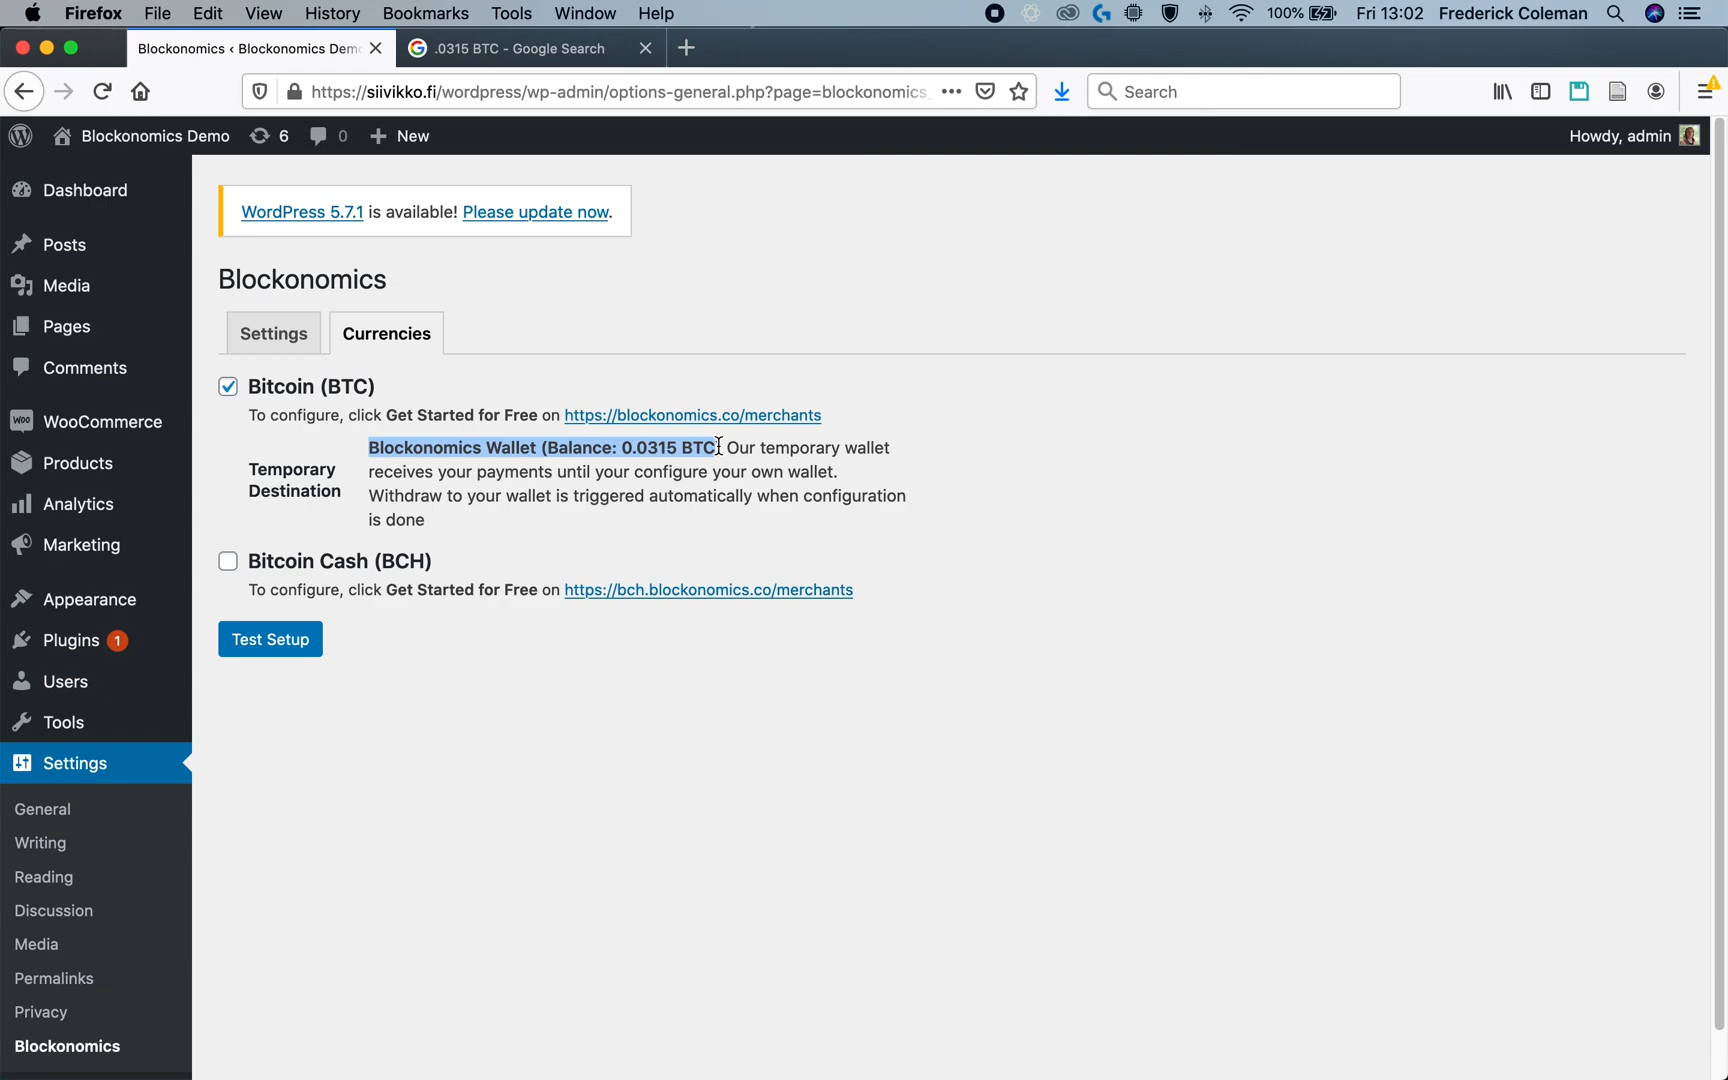 Firefox File Edit View History Bookmarks Tools Window Help 100% Fri 13:02 Frederick Coleman
Blockonomics ‹ Blockonomics Dem
.0315 BTC - Google Search
https://siivikko.fi/wordpress/wp-admin/options-general.php?page=blockonomics_
Search
Blockonomics Demo 6 0 + New Howdy, admin
Dashboard
Posts
Media
Pages
Comments
WooCommerce
Products
Analytics
Marketing
Appearance
Plugins 1
Users
Tools
Settings
General
Writing
Reading
Discussion
Media
Permalinks
Privacy
Blockonomics
WordPress 5.7.1 is available! Please update now.
Blockonomics
Settings Currencies
Bitcoin (BTC)
To configure, click Get Started for Free on https://blockonomics.co/merchants
Temporary
Destination
Blockonomics Wallet (Balance: 0.0315 BTC) Our temporary wallet
receives your payments until your configure your own wallet.
Withdraw to your wallet is triggered automatically when configuration
is done
Bitcoin Cash (BCH)
To configure, click Get Started for Free on https://bch.blockonomics.co/merchants
Test Setup